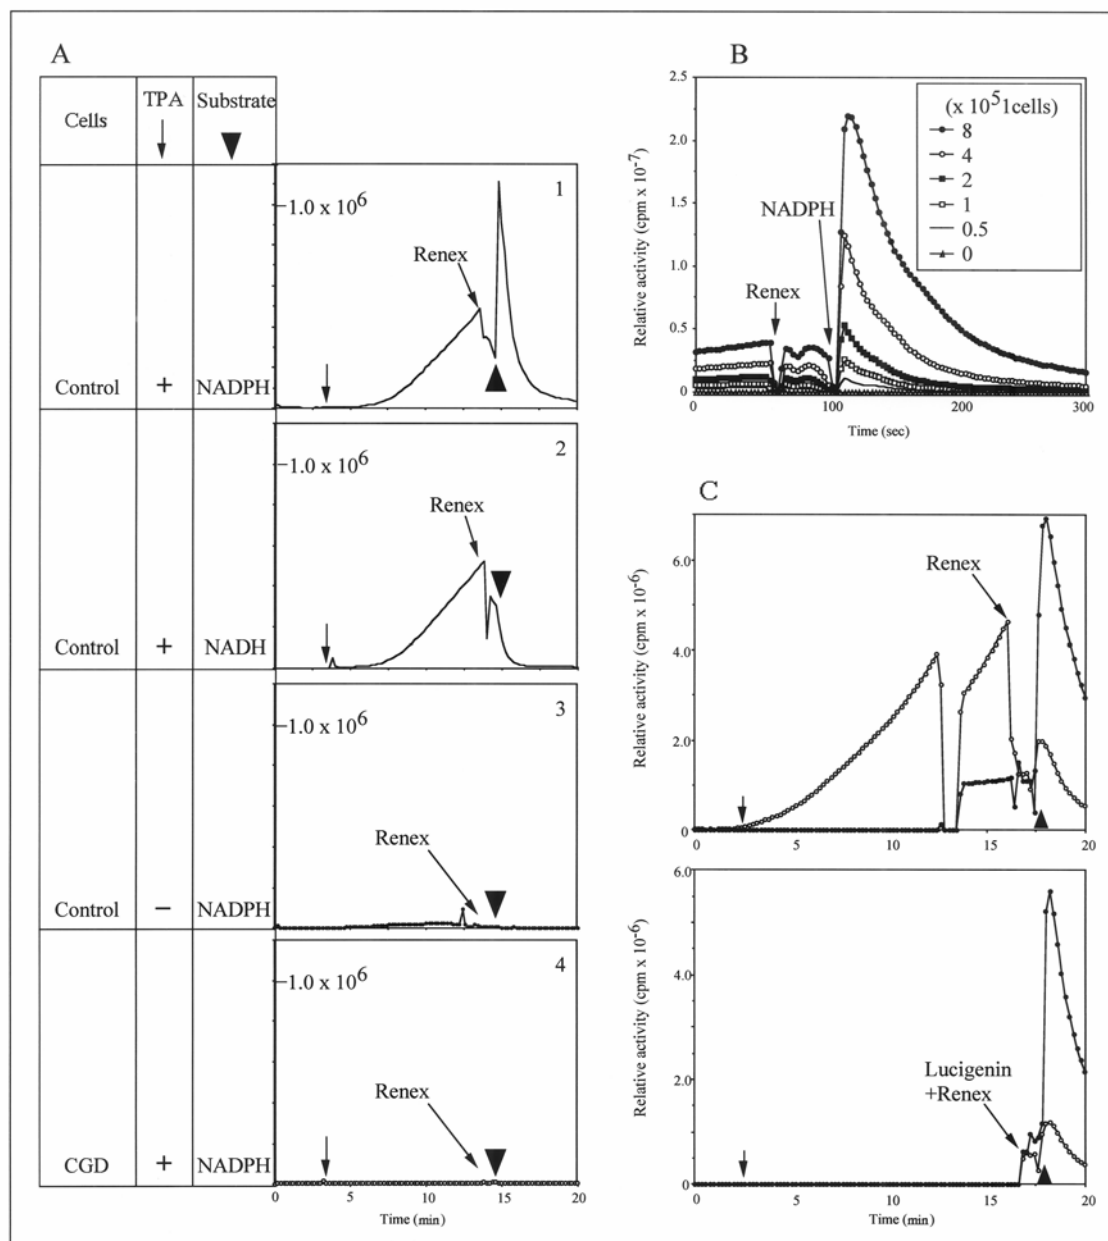 A
Cells TPA Substrate
1
1.0 x 10^6
Renex
Control + NADPH
2
1.0 x 10^6
Renex
Control + NADH
3
1.0 x 10^6
Renex
Control − NADPH
4
1.0 x 10^6
Renex
CGD + NADPH
0 5 10 15 20
Time (min)
B
Relative activity (cpm x 10^-7)
2.5
2.0
1.5
1.0
0.5
0
(x 10^5 1cells)
8
4
2
1
0.5
0
NADPH
Renex
0 100 200 300
Time (sec)
C
Relative activity (cpm x 10^-6)
6.0
4.0
2.0
0
Renex
0 5 10 15 20
Relative activity (cpm x 10^-6)
6.0
4.0
2.0
0
Lucigenin
+Renex
0 5 10 15 20
Time (min)